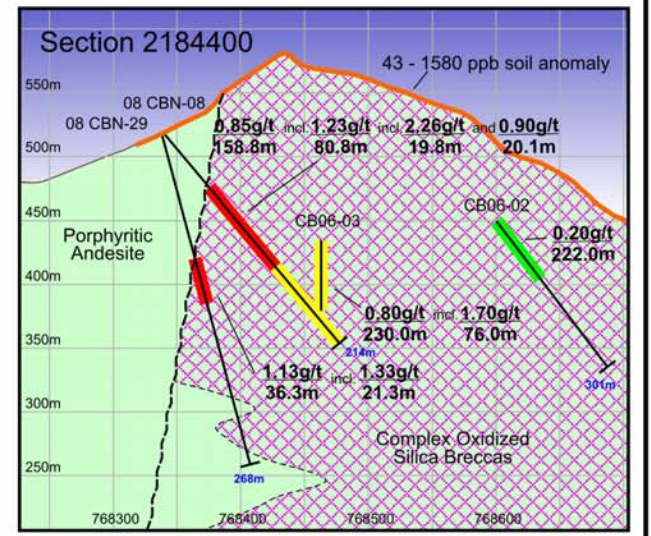 Section 2184400
43 - 1580 ppb soil anomaly
550m
08 CBN-08
08 CBN-29
0.85g/t incl. 1.23g/t incl. 2.26g/t and 0.90g/t
158.8m 80.8m 19.8m 20.1m
500m
450m
CB06-03
CB06-02
Porphyritic
Andesite
0.20g/t
222.0m
400m
0.80g/t incl. 1.70g/t
230.0m 76.0m
350m
214m
1.13g/t incl. 1.33g/t
36.3m 21.3m
301m
300m
Complex Oxidized
Silica Breccas
250m
268m
768300 768400 768500 768600